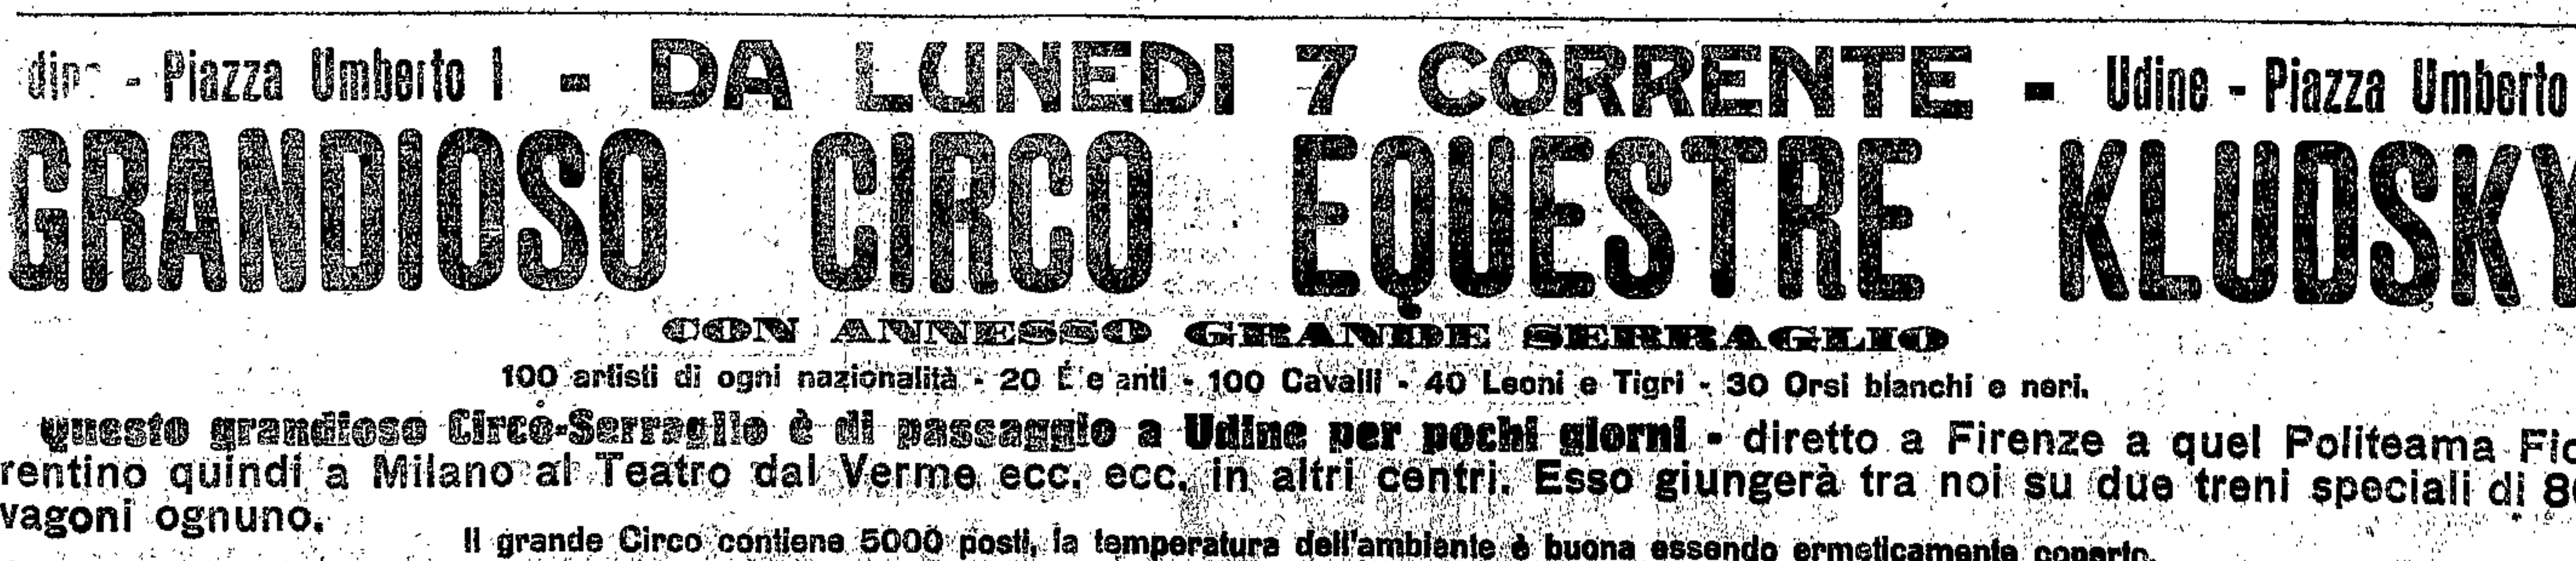 - Piazza Umberto I - DA LUNEDI 7 CORRENTE - Udine - Piazza Umberto
GRANDIOSO CIRCO EQUESTRE KLUDSKY
CON ANNESSO GRANDE SERRAGLIO
100 artisti di ogni nazionalità - 20 - 100 Cavalli - 40 Leoni e Tigri - 30 Orsi bianchi e neri.
questo grandioso Circo-Serraglio è di passaggio a Udine per pochi giorni - diretto a Firenze a quel Politeama Fio
rentino quindi a Milano al Teatro dal Verme ecc. ecc. in altri centri. Esso giungerà tra noi su due treni speciali di
vagoni ognuno.
Il grande Circo contiene 5000 posti, la temperatura dell'ambiente è buona essendo ermeticamente coperto.